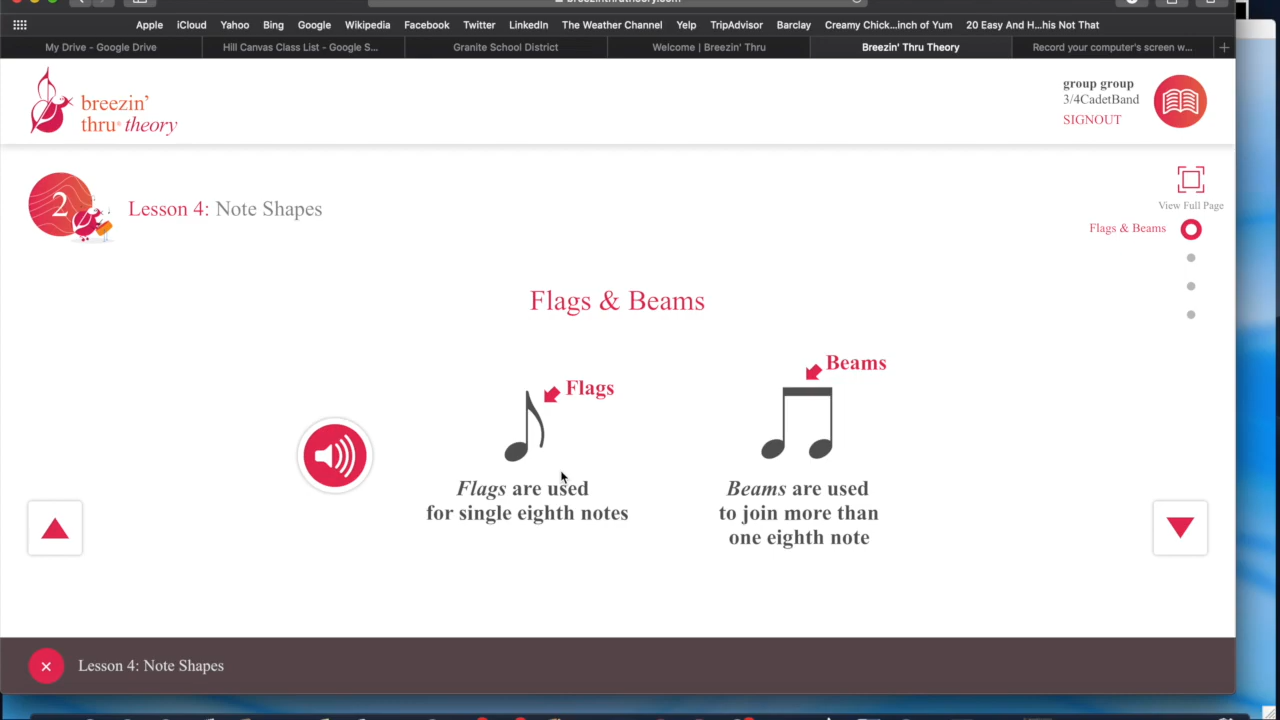 Apple iCloud Yahoo Bing Google Wikipedia Facebook Twitter LinkedIn The Weather Channel Yelp TripAdvisor Barclay Creamy Chick...inch of Yum 20 Easy And H...his Not That
My Drive - Google Drive Hill Canvas Class List - Google S... Granite School District Welcome | Breezin' Thru Breezin' Thru Theory Record your computer's screen w...
breezin'
thru® theory
group group
3/4CadetBand
SIGNOUT
2
Lesson 4: Note Shapes
View Full Page
Flags & Beams
Flags & Beams
Flags
Beams
Flags are used
for single eighth notes
Beams are used
to join more than
one eighth note
Lesson 4: Note Shapes